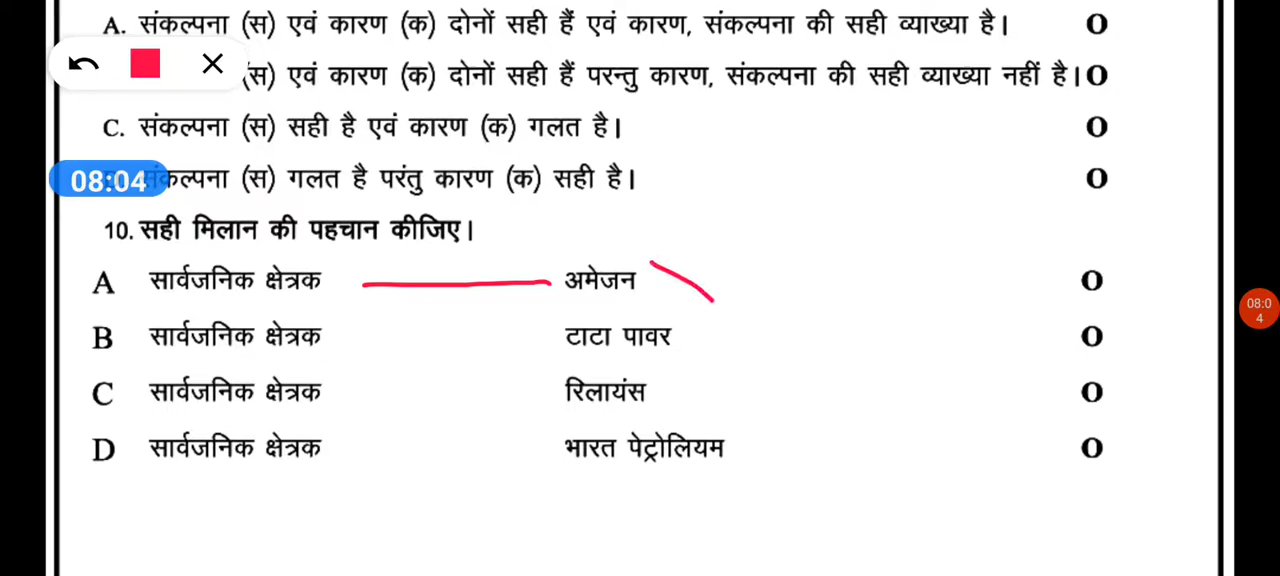 A. संकल्पना (स) एवं कारण (क) दोनों सही हैं एवं कारण, संकल्पना की सही व्याख्या है। O
(स) एवं कारण (क) दोनों सही हैं परन्तु कारण, संकल्पना की सही व्याख्या नहीं है। O
C. संकल्पना (स) सही है एवं कारण (क) गलत है। O
08:04 संकल्पना (स) गलत है परंतु कारण (क) सही है। O
10. सही मिलान की पहचान कीजिए।
A सार्वजनिक क्षेत्रक अमेजन O
08:04
B सार्वजनिक क्षेत्रक टाटा पावर O
C सार्वजनिक क्षेत्रक रिलायंस O
D सार्वजनिक क्षेत्रक भारत पेट्रोलियम O